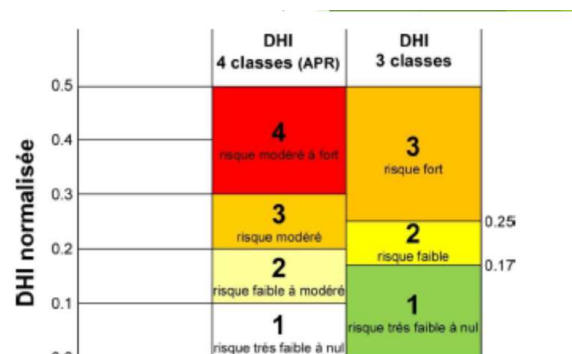 DHI
4 classes (APR)
DHI
3 classes
DHI normalisée
0.5
0.4
0.3
0.2
0.1
4
risque modéré à fort
3
risque modéré
2
risque faible à modéré
1
risque très faible à nul
3
risque fort
2
risque faible
1
risque très faible à nul
0.25
0.17